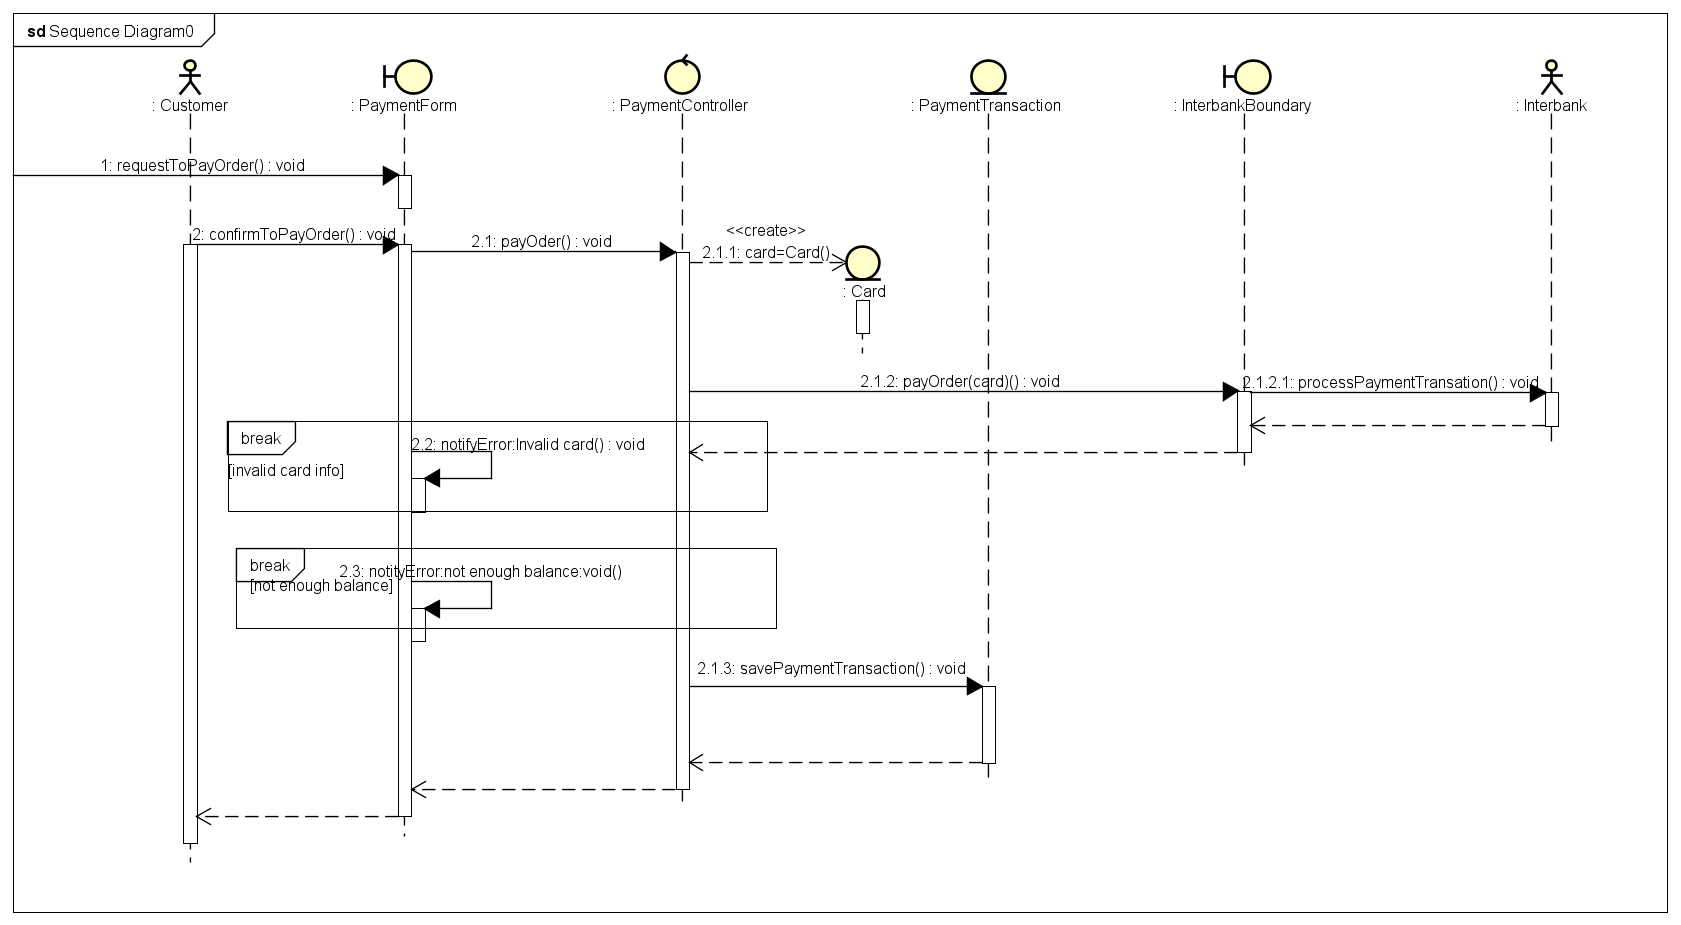 sd Sequence Diagram0
: Customer
: PaymentForm
: PaymentController
: PaymentTransaction
: InterbankBoundary
: Interbank
1: requestToPayOrder() : void
2: confirmToPayOrder() : void
2.1: payOder() : void
<<create>>
2.1.1: card=Card()
: Card
2.1.2: payOrder(card)() : void
2.1.2.1: processPaymentTransation() : void
break
2.2: notifyError:Invalid card() : void
[invalid card info]
break
2.3: notifyError:not enough balance:void()
[not enough balance]
2.1.3: savePaymentTransaction() : void